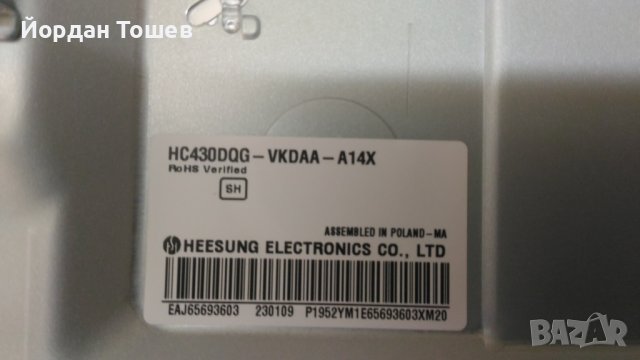 Йордан Тошев
HC430DQG-VKDAA-A14X
RoHS Verified
SH
ASSEMBLED IN POLAND-MA
HEESUNG ELECTRONICS CO., LTD
EAJ65693603 230109 P1952YM1E65693603XM20
BAZAR